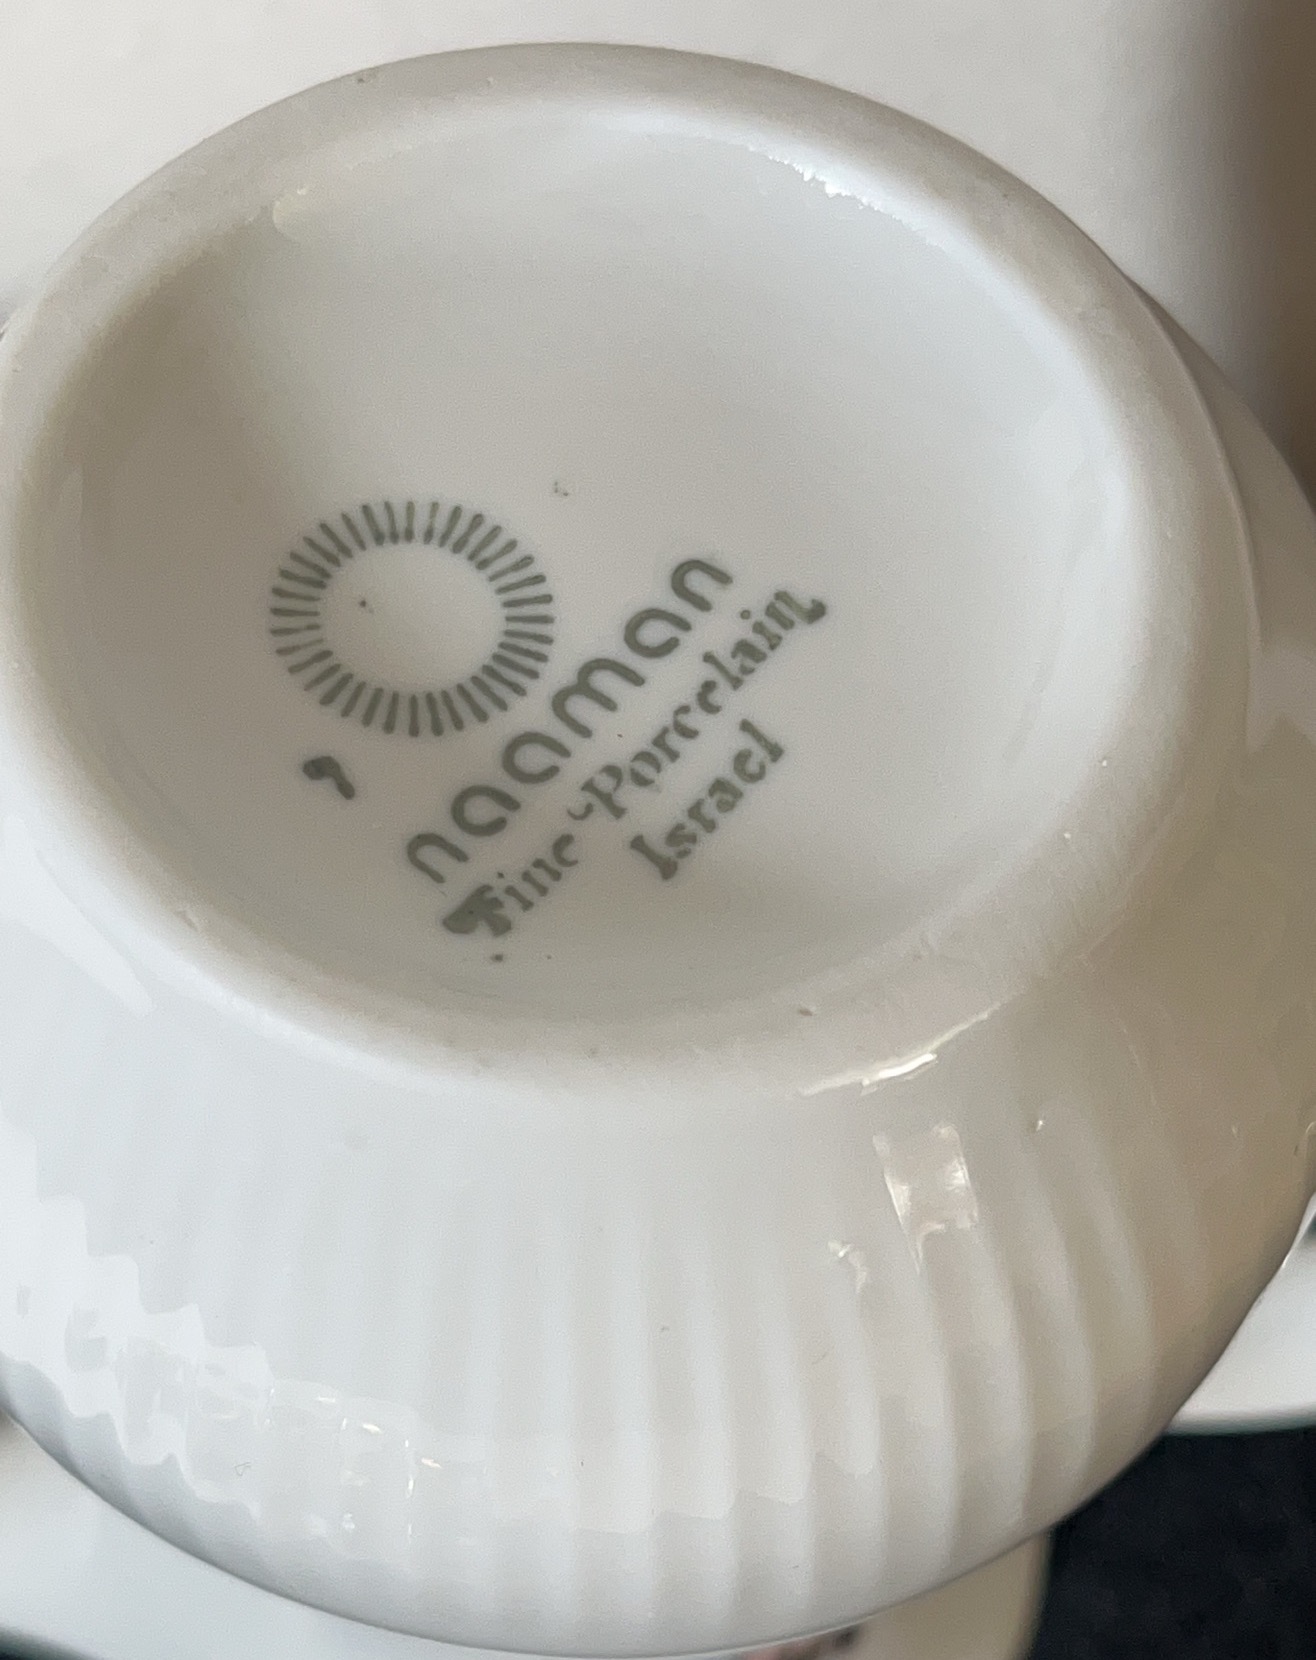 naaman
Fine Porcelain
Israel